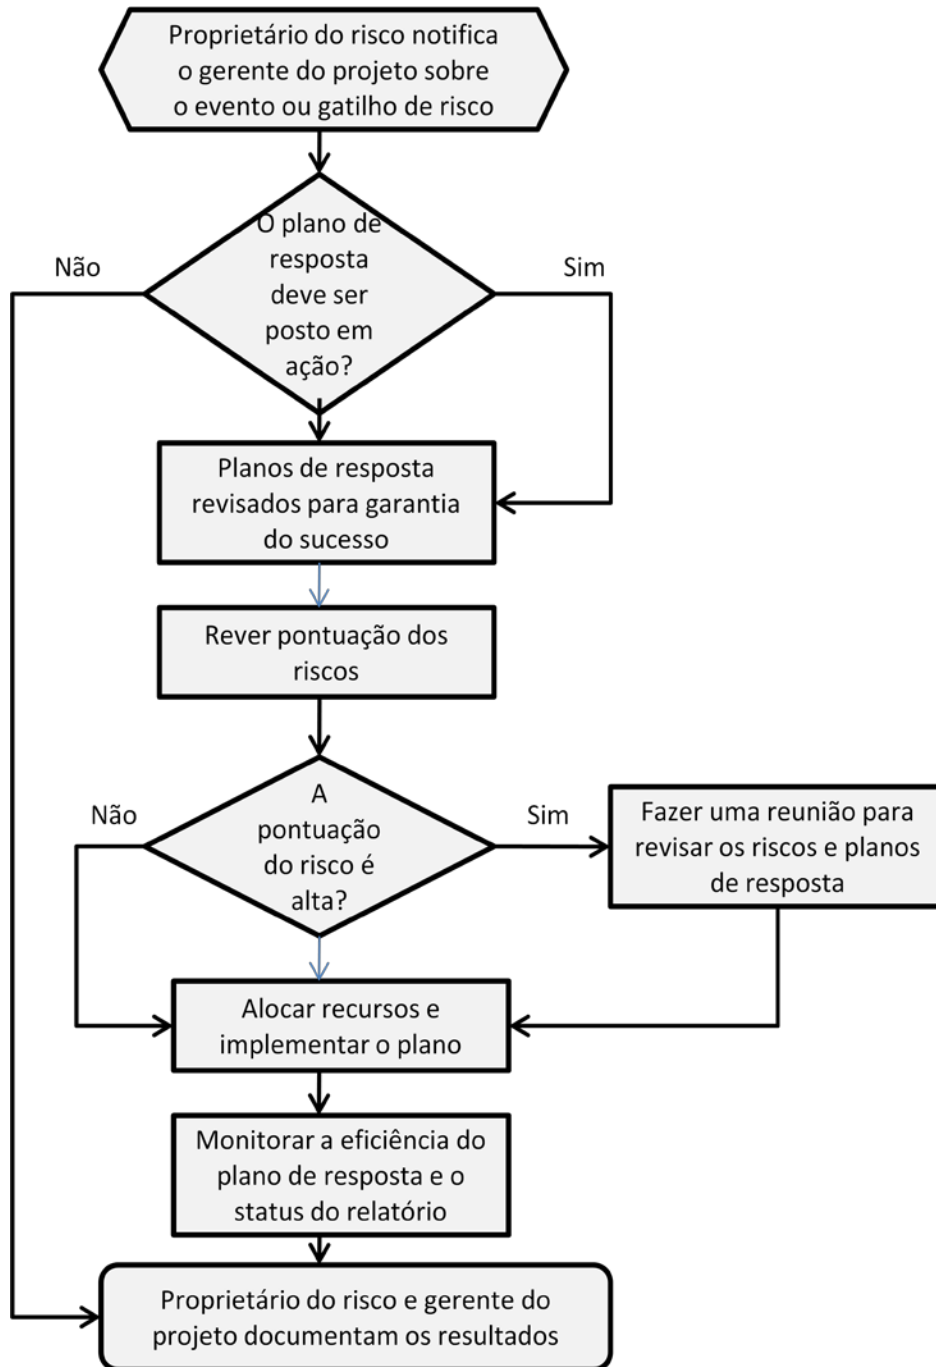 Proprietário do risco notifica
o gerente do projeto sobre
o evento ou gatilho de risco
O plano de
resposta
deve ser
posto em
ação?
Não
Sim
Planos de resposta
revisados para garantia
do sucesso
Rever pontuação dos
riscos
A
pontuação
do risco é
alta?
Não
Sim
Fazer uma reunião para
revisar os riscos e planos
de resposta
Alocar recursos e
implementar o plano
Monitorar a eficiência do
plano de resposta e o
status do relatório
Proprietário do risco e gerente do
projeto documentam os resultados